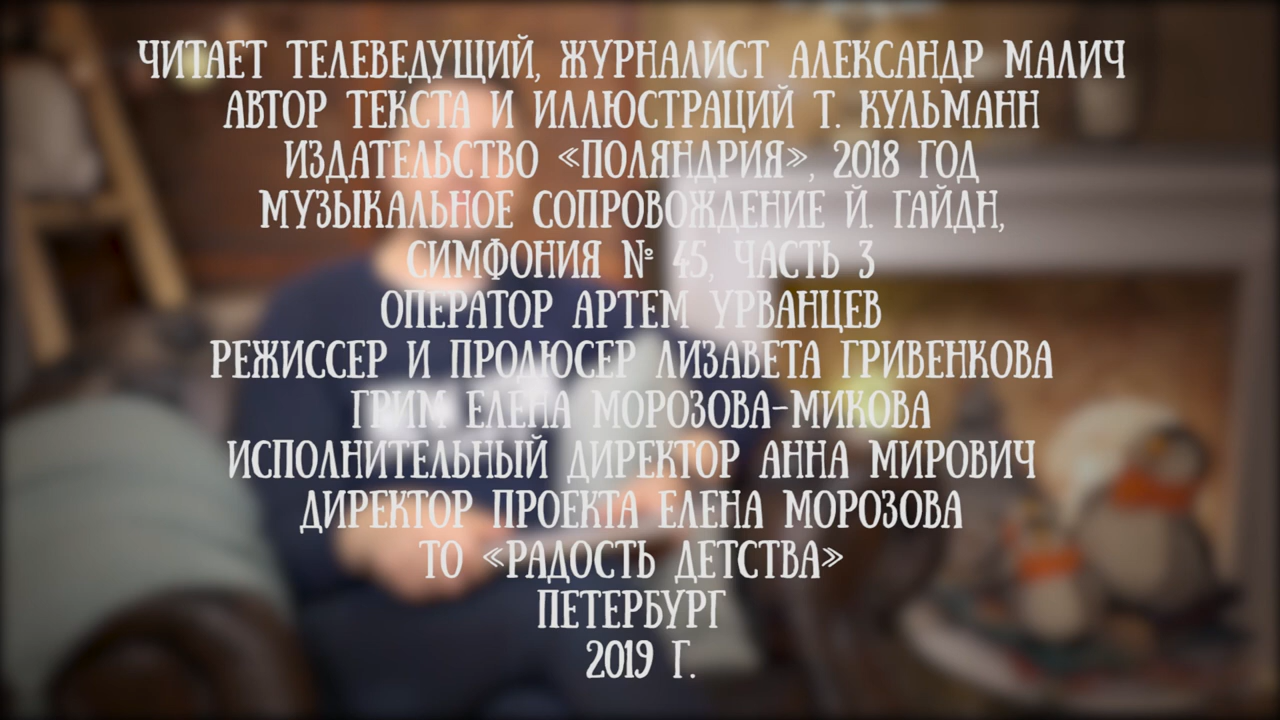 ЧИТАЕТ ТЕЛЕВЕДУЩИЙ, ЖУРНАЛИСТ АЛЕКСАНДР МАЛИЧ
АВТОР ТЕКСТА И ИЛЛЮСТРАЦИЙ Т. КУЛЬМАНН
ИЗДАТЕЛЬСТВО «ПОЛЯНДРИЯ», 2018 ГОД
МУЗЫКАЛЬНОЕ СОПРОВОЖДЕНИЕ Й. ГАЙДН,
СИМФОНИЯ № 45, ЧАСТЬ 3
ОПЕРАТОР АРТЕМ УРВАНЦЕВ
РЕЖИССЕР И ПРОДЮСЕР ЛИЗАВЕТА ГРИВЕНКОВА
ГРИМ ЕЛЕНА МОРОЗОВА-МИКОВА
ИСПОЛНИТЕЛЬНЫЙ ДИРЕКТОР АННА МИРОВИЧ
ДИРЕКТОР ПРОЕКТА ЕЛЕНА МОРОЗОВА
ТО «РАДОСТЬ ДЕТСТВА»
ПЕТЕРБУРГ
2019 Г.